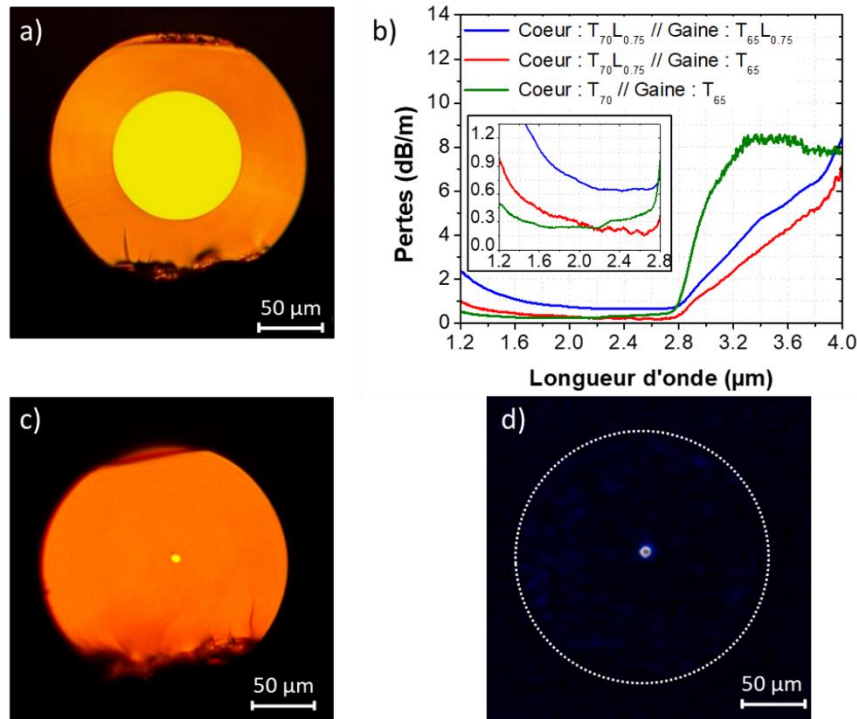 a)
50 µm
b)
Coeur : T70L0.75 // Gaine : T65L0.75
Coeur : T70L0.75 // Gaine : T65
Coeur : T70 // Gaine : T65
Pertes (dB/m)
14
12
10
8
6
4
2
0
1.2
0.9
0.6
0.3
0.0
1.2 1.6 2.0 2.4 2.8
1.2 1.6 2.0 2.4 2.8 3.2 3.6 4.0
Longueur d'onde (µm)
c)
50 µm
d)
50 µm